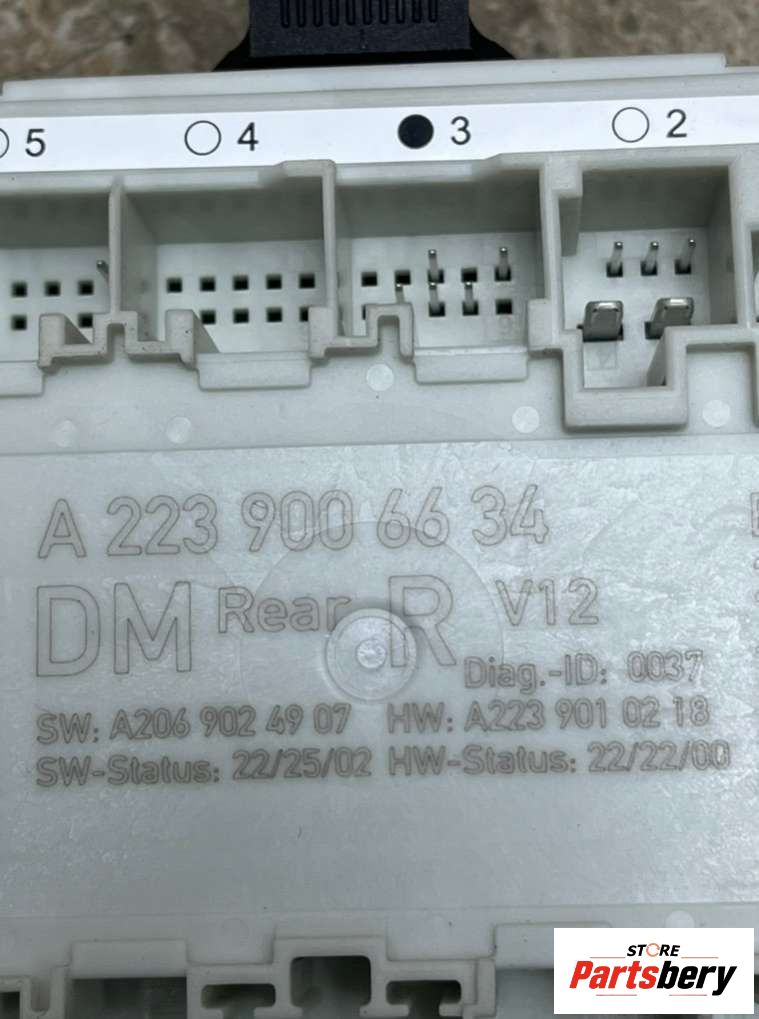 5 4 3 2
A 223 900 66 34
DM Rear R V12
Diag.-ID: 0037
SW: A206 902 49 07 HW: A223 901 02 18
SW-Status: 22/25/02 HW-Status: 22/22/00
STORE
Partsbery